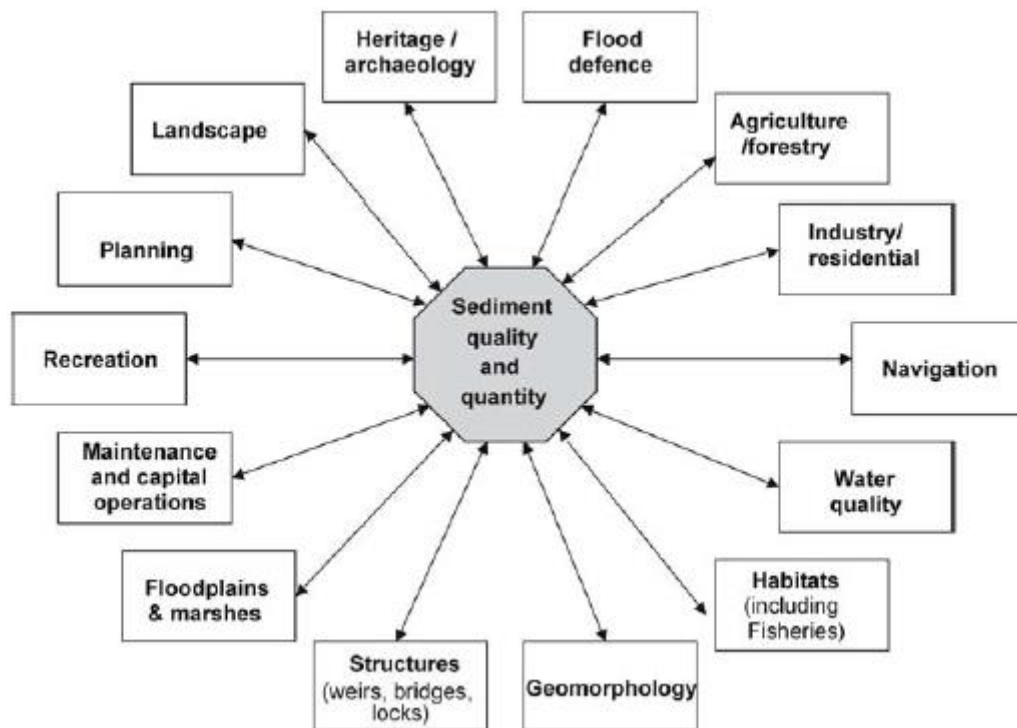 Heritage /
archaeology
Flood
defence
Landscape
Agriculture
/forestry
Planning
Industry/
residential
Sediment
quality
and
quantity
Recreation
Navigation
Maintenance
and capital
operations
Water
quality
Floodplains
& marshes
Habitats
(including
Fisheries)
Structures
(weirs, bridges,
locks)
Geomorphology